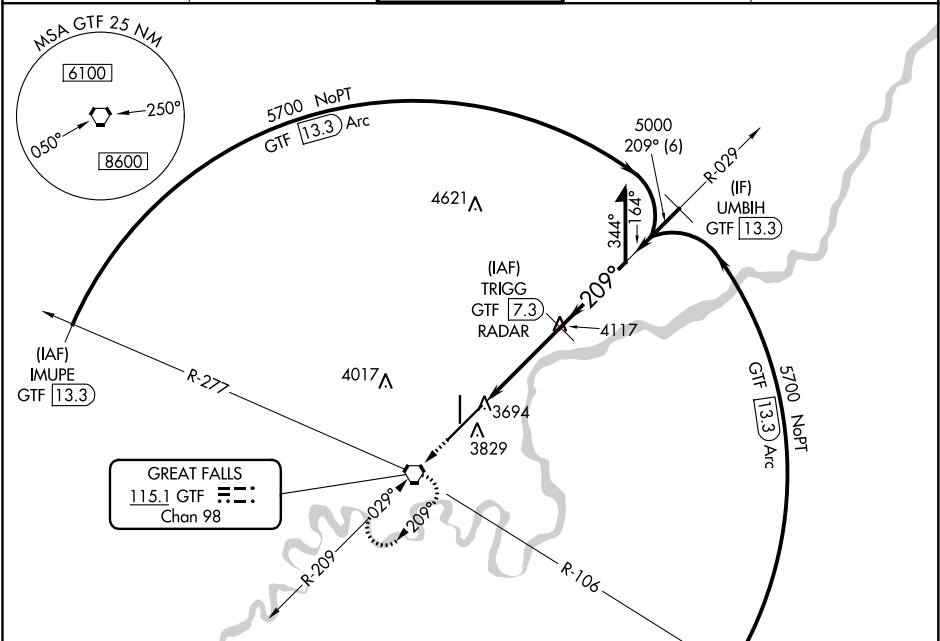 MSA GTF 25 NM
6100
250°
050°
8600
5700 NoPT
GTF 13.3 Arc
5000
209° (6)
R-029
(IF)
UMBIH
GTF 13.3
4621
344°
164°
209°
(IAF)
TRIGG
GTF 7.3
RADAR
4117
(IAF)
IMUPE
GTF 13.3
R-277
4017
3694
3829
5700 NoPT
GTF 13.3 Arc
GREAT FALLS
115.1 GTF
Chan 98
029°
209°
R-209
R-106